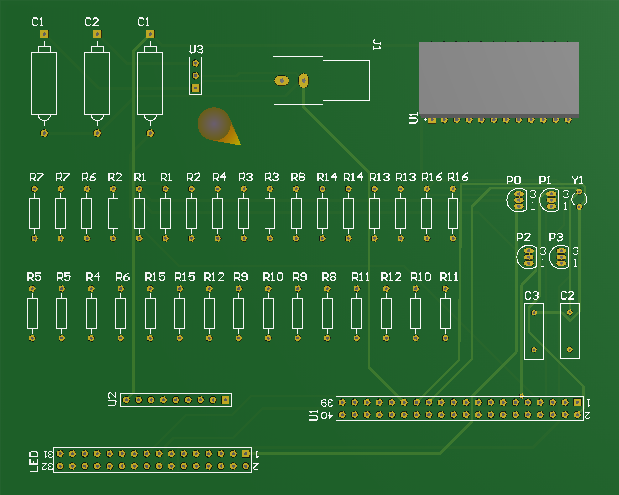 C1 C2 C1
U3
J1
U1
R7 R7 R6 R2 R1 R1 R2 R4 R3 R3 R8 R14 R14 R13 R13 R16 R16
P0 P1 Y1
3 3
1 1
P2 P3
3 3
1 1
R5 R5 R4 R6 R15 R15 R12 R9 R10 R9 R8 R11 R12 R10 R11
C3 C2
U2
U1
39 1
40 2
LED
31 1
32 2